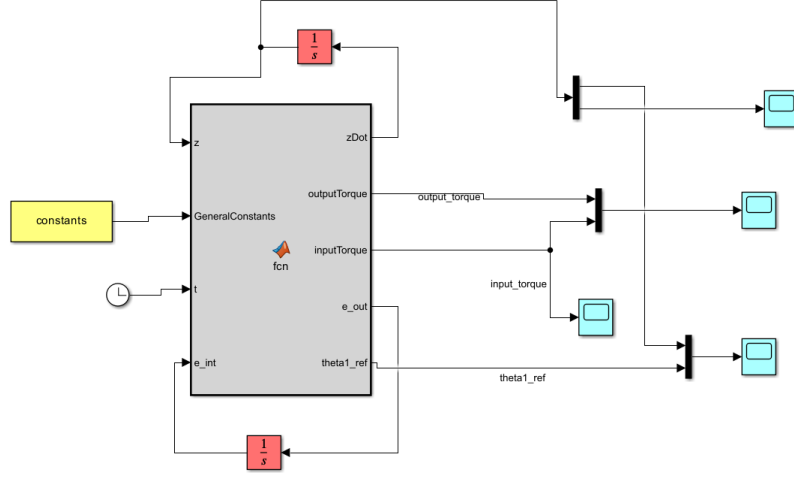 1
s
z
zDot
constants
GeneralConstants
outputTorque
output_torque
inputTorque
fcn
t
input_torque
e_out
e_int
theta1_ref
theta1_ref
1
s